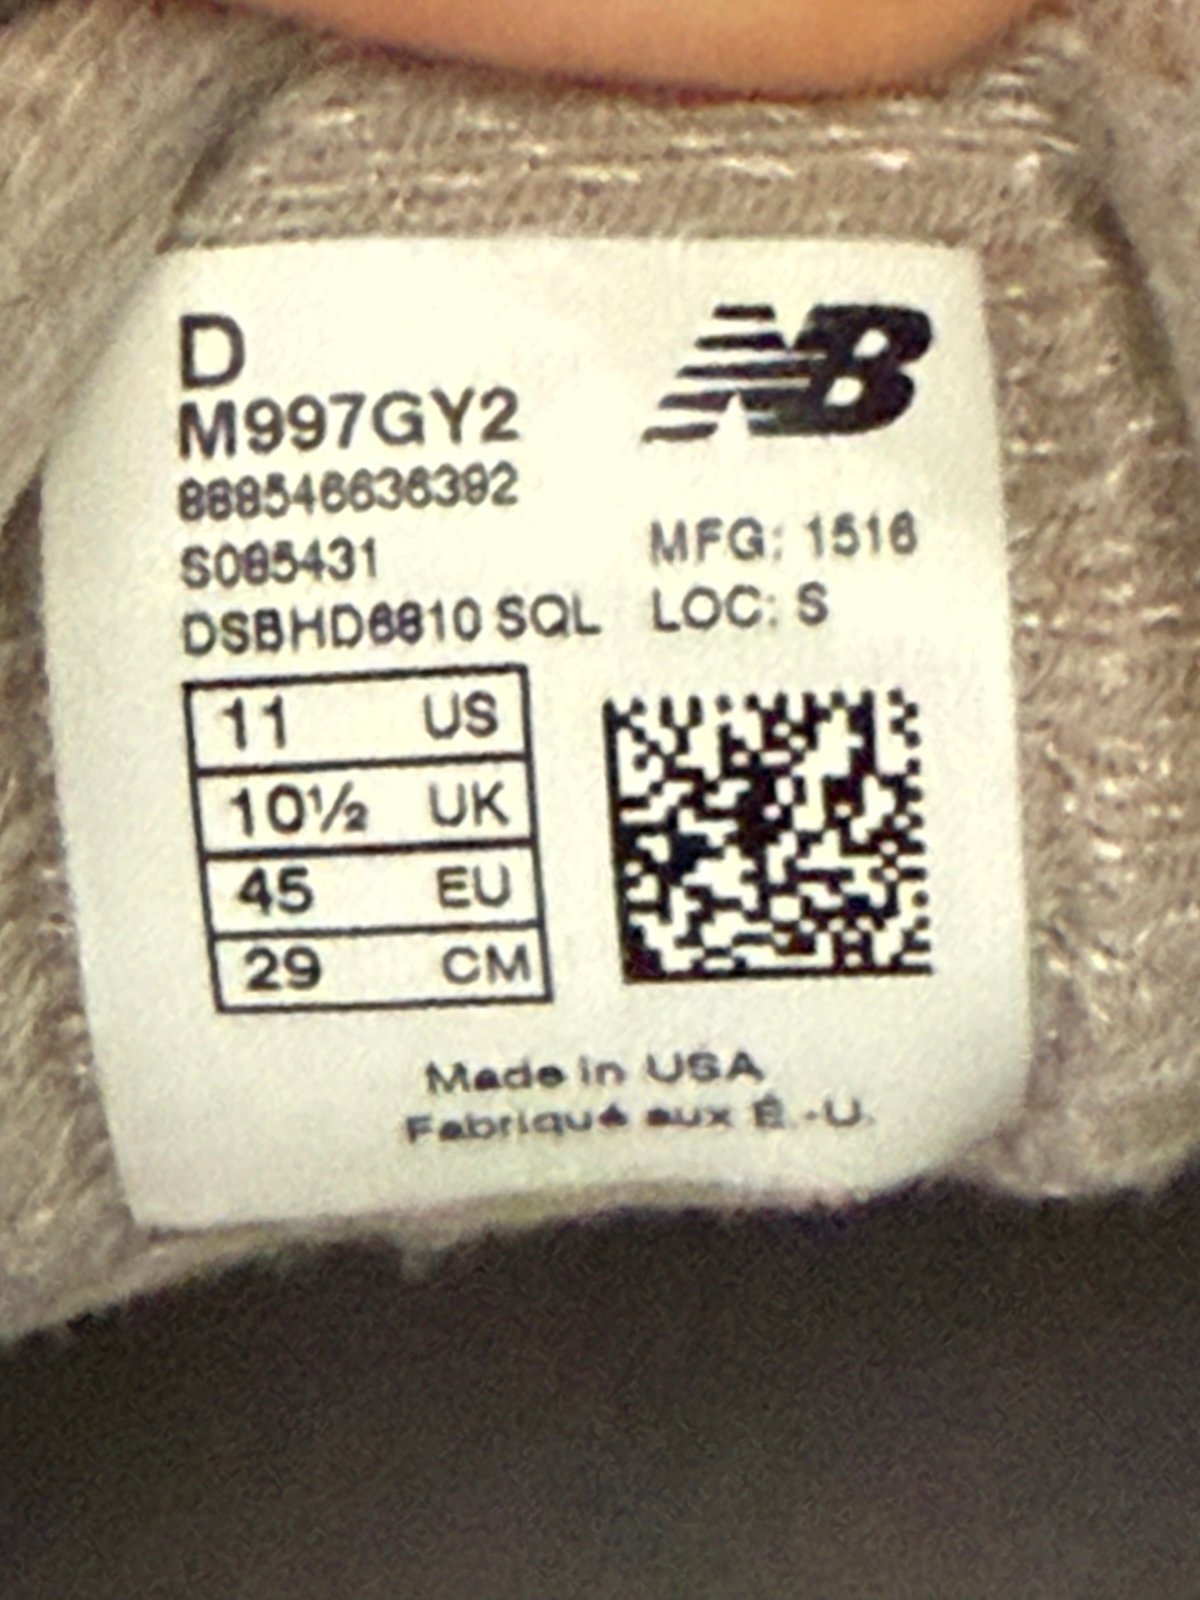 D
NB
M997GY2
888546636392
S085431
MFG: 1516
DSBHD6810 SQL
LOC: S
11 US
10½ UK
45 EU
29 CM
Made in USA
Fabriqué aux É.-U.